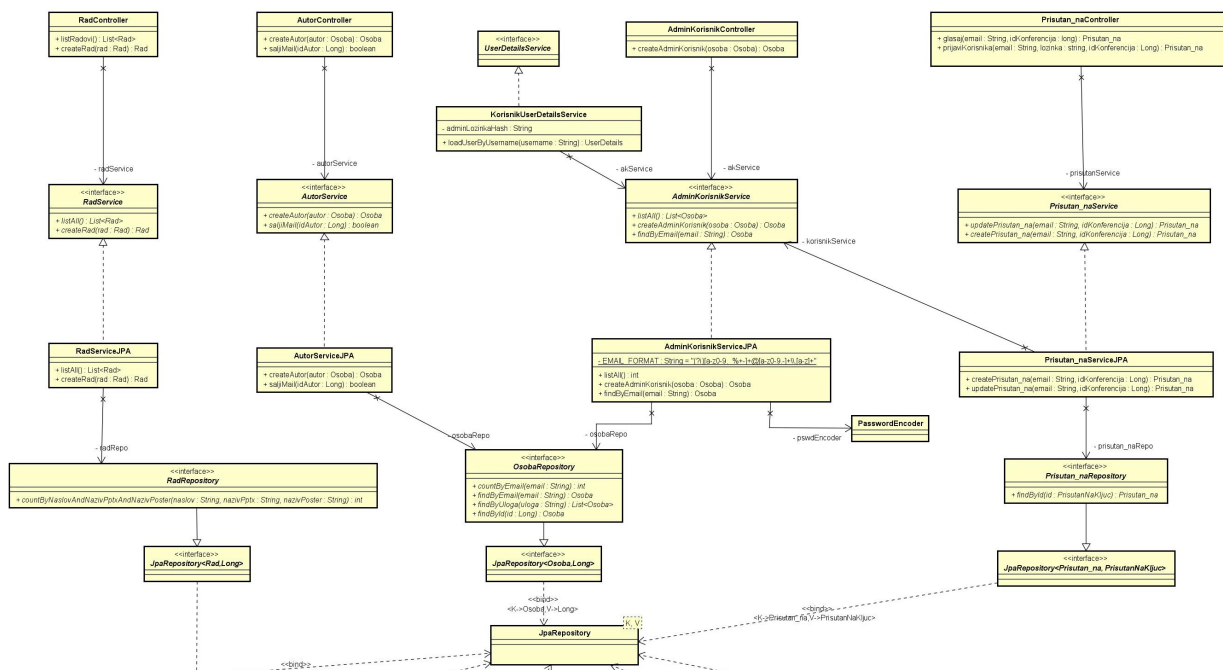 RadController
+ listRadovi() : List<Rad>
+ createRad(rad : Rad) : Rad
AutorController
+ createAutor(autor : Osoba) : Osoba
+ saljiMail(idAutor : Long) : boolean
<<interface>>
UserDetailsService
AdminKorisnikController
+ createAdminKorisnik(osoba : Osoba) : Osoba
Prisutan_naController
+ glasaj(email : String, idKonferencija : long) : Prisutan_na
+ prijaviKorisnika(email : String, lozinka : string, idKonferencija : Long) : Prisutan_na
KorisnikUserDetailsService
- adminLozinkaHash : String
+ loadUserByUsername(username : String) : UserDetails
- radService
- autorService
- akService
- akService
- prisutanService
<<interface>>
RadService
+ listAll() : List<Rad>
+ createRad(rad : Rad) : Rad
<<interface>>
AutorService
+ createAutor(autor : Osoba) : Osoba
+ saljiMail(idAutor : Long) : boolean
<<interface>>
AdminKorisnikService
+ listAll() : List<Osoba>
+ createAdminKorisnik(osoba : Osoba) : Osoba
+ findByEmail(email : String) : Osoba
<<interface>>
Prisutan_naService
+ updatePrisutan_na(email : String, idKonferencija : Long) : Prisutan_na
+ createPrisutan_na(email : String, idKonferencija : Long) : Prisutan_na
- korisnikService
RadServiceJPA
+ listAll() : List<Rad>
+ createRad(rad : Rad) : Rad
AutorServiceJPA
+ createAutor(autor : Osoba) : Osoba
+ saljiMail(idAutor : Long) : boolean
AdminKorisnikServiceJPA
- EMAIL_FORMAT : String =
+ listAll() : int
+ createAdminKorisnik(osoba : Osoba) : Osoba
+ findByEmail(email : String) : Osoba
Prisutan_naServiceJPA
+ createPrisutan_na(email : String, idKonferencija : Long) : Prisutan_na
+ updatePrisutan_na(email : String, idKonferencija : Long) : Prisutan_na
PasswordEncoder
- radRepo
- osobaRepo
- osobaRepo
- pswdEncoder
- prisutan_naRepo
<<interface>>
RadRepository
+ countByNaslovAndNazivPptxAndNazivPoster(naslov : String, nazivPptx : String, nazivPoster : String) : int
<<interface>>
OsobaRepository
+ countByEmail(email : String) : int
+ findByEmail(email : String) : Osoba
+ findByUloga(uloga : String) : List<Osoba>
+ findById(id : Long) : Osoba
<<interface>>
Prisutan_naRepository
+ findById(id : PrisutanNaKljuc) : Prisutan_na
<<interface>>
JpaRepository<Rad,Long>
<<interface>>
JpaRepository<Osoba,Long>
<<interface>>
JpaRepository<Prisutan_na, PrisutanNaKljuc>
<<bind>>
<K->Osoba,V->Long>
<<bind>>
<K->Prisutan_na,V->PrisutanNaKljuc>
K, V
JpaRepository
<<bind>>